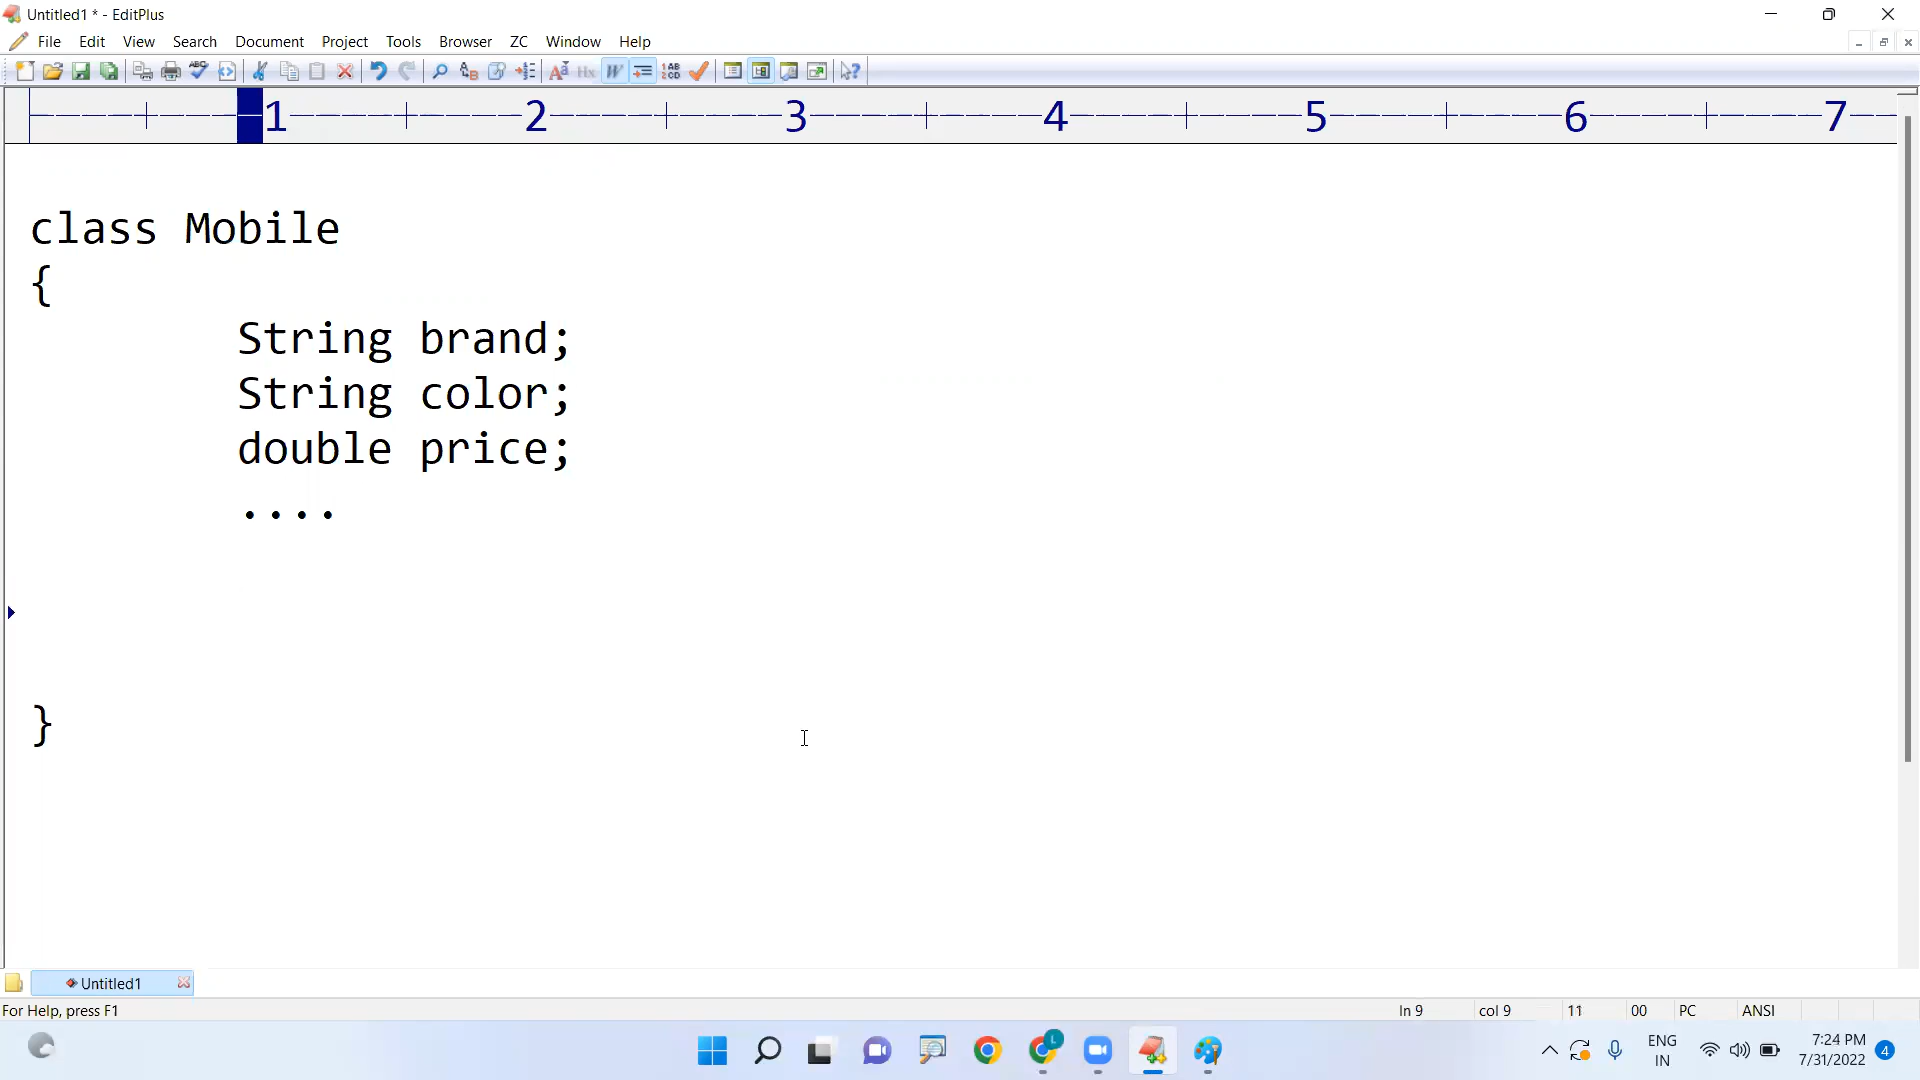 Untitled1 * - EditPlus
File Edit View Search Document Project Tools Browser ZC Window Help
1 2 3 4 5 6 7
class Mobile
{
String brand;
String color;
double price;
....
}
Untitled1
For Help, press F1
ln 9 col 9 11 00 PC ANSI
L
ENG
IN
7:24 PM
7/31/2022
4